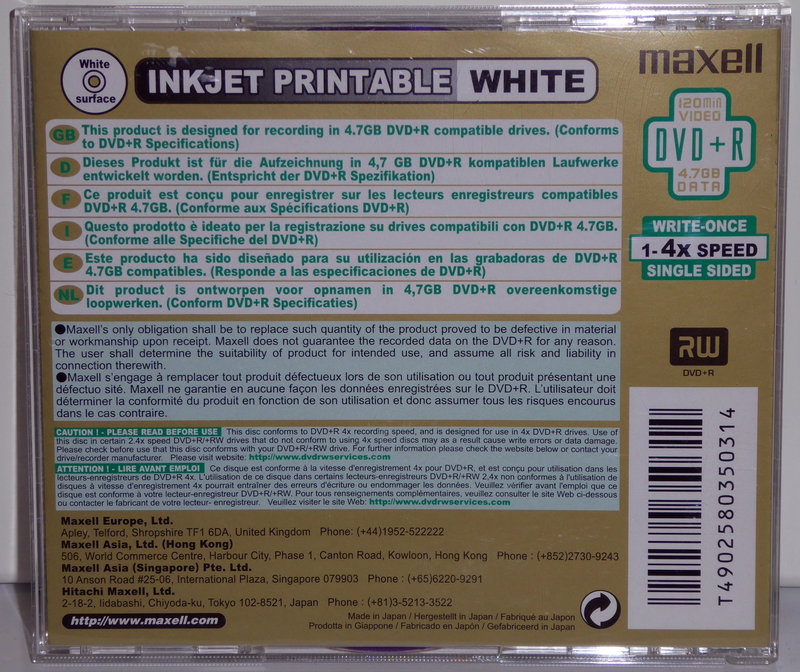 White
surface
INKJET PRINTABLE WHITE
maxell
120min
VIDEO
DVD+R
4.7GB
DATA
WRITE-ONCE
1-4X SPEED
SINGLE SIDED
RW
DVD+R
GB This product is designed for recording in 4.7GB DVD+R compatible drives. (Conforms
to DVD+R Specifications)
D Dieses Produkt ist für die Aufzeichnung in 4,7 GB DVD+R kompatiblen Laufwerke
entwickelt worden. (Entspricht der DVD+R Spezifikation)
F Ce produit est conçu pour enregistrer sur les lecteurs enregistreurs compatibles
DVD+R 4.7GB. (Conforme aux Spécifications DVD+R)
I Questo prodotto è ideato per la registrazione su drives compatibili con DVD+R 4.7GB.
(Conforme alle Specifiche del DVD+R)
E Este producto ha sido diseñado para su utilización en las grabadoras de DVD+R
4.7GB compatibles. (Responde a las especificaciones de DVD+R)
NL Dit product is ontworpen voor opnamen in 4,7GB DVD+R overeenkomstige
loopwerken. (Conform DVD+R Specificaties)
●Maxell's only obligation shall be to replace such quantity of the product proved to be defective in material
or workmanship upon receipt. Maxell does not guarantee the recorded data on the DVD+R for any reason.
The user shall determine the suitability of product for intended use, and assume all risk and liability in
connection therewith.
●Maxell s'engage à remplacer tout produit défectueux lors de son utilisation ou tout produit présentant une
défectuo sité. Maxell ne garantie en aucune façon les données enregistrées sur le DVD+R. L'utilisateur doit
déterminer la conformité du produit en fonction de son utilisation et donc assumer tous les risques encourus
dans le cas contraire.
CAUTION ! - PLEASE READ BEFORE USE This disc conforms to DVD+R 4x recording speed, and is designed for use in 4x DVD+R drives. Use of
this disc in certain 2.4x speed DVD+R/+RW drives that do not conform to using 4x speed discs may as a result cause write errors or data damage.
Please check before use that this disc conforms with your DVD+R/+RW drive. For further information please check the website below or contact your
drive/recorder manufacturer. Please visit website: http://www.dvdrwservices.com
ATTENTION ! - LIRE AVANT EMPLOI Ce disque est conforme à la vitesse d'enregistrement 4x pour DVD+R, et est conçu pour utilisation dans les
lecteurs-enregistreurs de DVD+R 4x. L'utilisation de ce disque dans certains lecteurs-enregistreurs DVD+R/+RW 2,4x non conformes à l'utilisation de
disques à vitesse d'enregistrement 4x pourrait entraîner des erreurs d'écriture ou endommager les données. Veuillez vérifier avant l'emploi que ce
disque est conforme à votre lecteur- enregistreur DVD+R/+RW. Pour tous renseignements complémentaires, veuillez consulter le site Web ci-dessous
ou contacter le fabricant de votre lecteur- enregistreur. Veuillez visiter le site Web: http://www.dvdrwservices.com
Maxell Europe, Ltd.
Apley, Telford, Shropshire TF1 6DA, United Kingdom Phone: (+44)1952-522222
Maxell Asia, Ltd. (Hong Kong)
506, World Commerce Centre, Harbour City, Phase 1, Canton Road, Kowloon, Hong Kong Phone : (+852)2730-9243
Maxell Asia (Singapore) Pte. Ltd.
10 Anson Road #25-06, International Plaza, Singapore 079903 Phone : (+65)6220-9291
Hitachi Maxell, Ltd.
2-18-2, Iidabashi, Chiyoda-ku, Tokyo 102-8521, Japan Phone : (+81)3-5213-3522
http://www.maxell.com
Made in Japan / Hergestellt in Japan / Fabriqué au Japon
Prodotta in Giappone / Fabricado en Japón / Gefabriceerd in Japan
T4902580350314